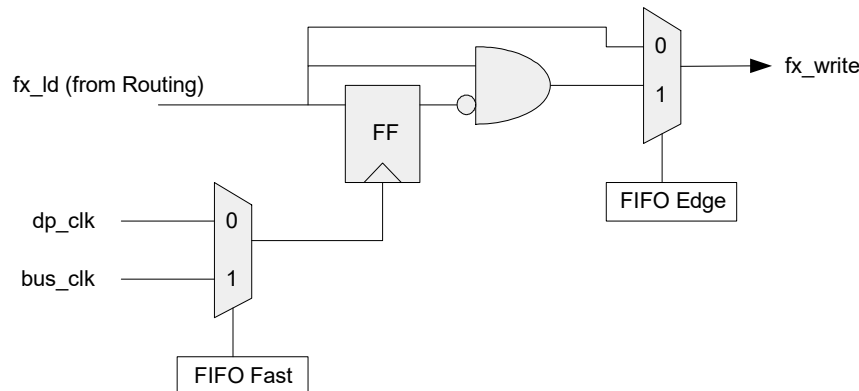 0
fx_ld (from Routing)
fx_write
1
FF
FIFO Edge
dp_clk
0
bus_clk
1
FIFO Fast